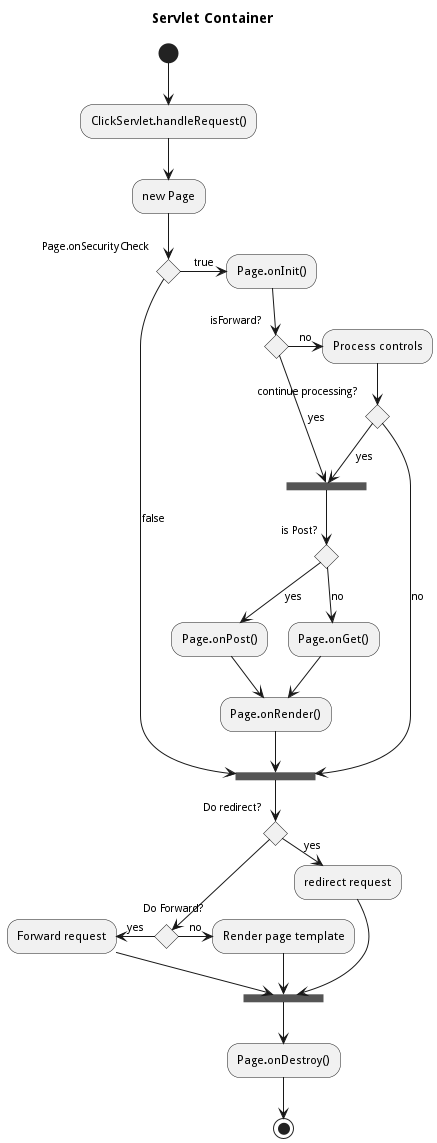 Servlet Container
ClickServlet.handleRequest()
new Page
Page.onSecurityCheck
true
Page.onInit()
isForward?
no
Process controls
continue processing?
yes
yes
false
is Post?
yes
no
no
Page.onPost()
Page.onGet()
Page.onRender()
Do redirect?
yes
redirect request
Do Forward?
yes
no
Forward request
Render page template
Page.onDestroy()